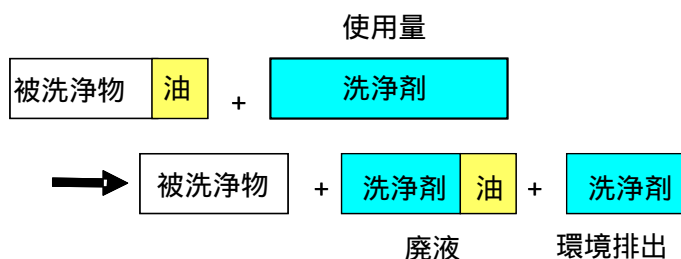 使用量
被洗浄物 油 + 洗浄剤
被洗浄物 + 洗浄剤 油 + 洗浄剤
廃液 環境排出